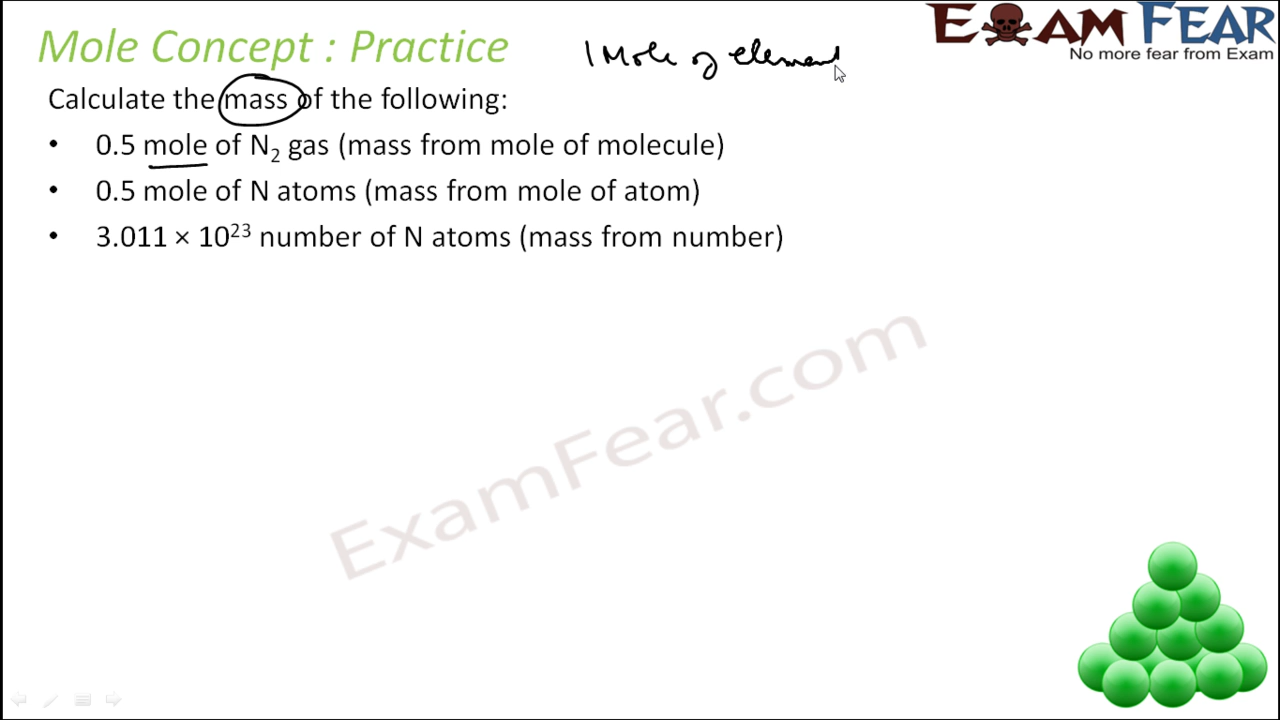 Mole Concept : Practice
1 Mole of element
EXAM FEAR
No more fear from Exam
Calculate the mass of the following:
• 0.5 mole of N₂ gas (mass from mole of molecule)
• 0.5 mole of N atoms (mass from mole of atom)
• 3.011 × 10²³ number of N atoms (mass from number)
ExamFear.com